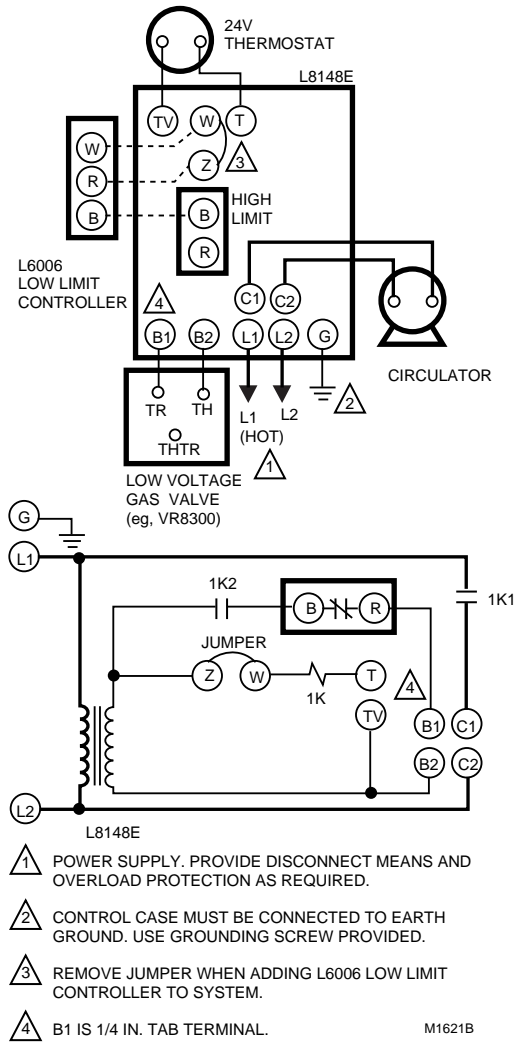 24V
THERMOSTAT
L8148E
TV
W
T
W
Z
3
R
B
HIGH
LIMIT
B
R
L6006
LOW LIMIT
CONTROLLER
4
C1
C2
B1
B2
L1
L2
G
CIRCULATOR
2
TR
TH
L1
(HOT)
L2
THTR
1
LOW VOLTAGE
GAS VALVE
(eg, VR8300)
G
L1
1K2
B
R
1K1
JUMPER
Z
W
1K
T
4
TV
B1
C1
B2
C2
L2
L8148E
1 POWER SUPPLY. PROVIDE DISCONNECT MEANS AND
OVERLOAD PROTECTION AS REQUIRED.
2 CONTROL CASE MUST BE CONNECTED TO EARTH
GROUND. USE GROUNDING SCREW PROVIDED.
3 REMOVE JUMPER WHEN ADDING L6006 LOW LIMIT
CONTROLLER TO SYSTEM.
4 B1 IS 1/4 IN. TAB TERMINAL.
M1621B